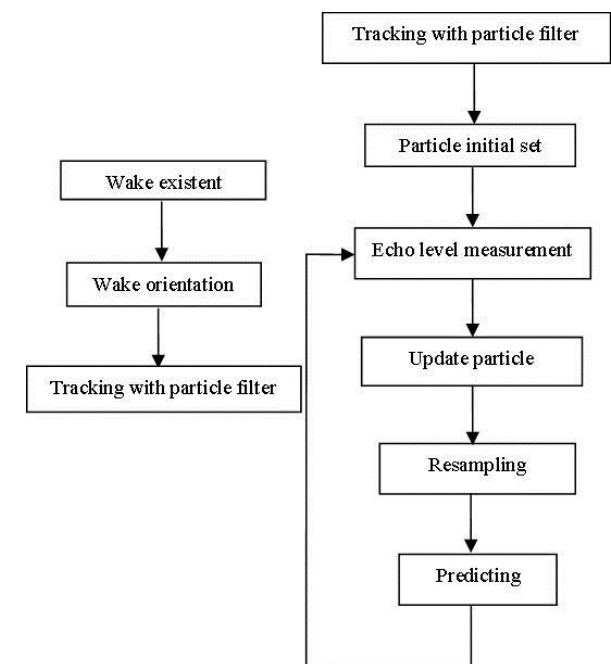 Wake existent
Wake orientation
Tracking with particle filter
Tracking with particle filter
Particle initial set
Echo level measurement
Update particle
Resampling
Predicting